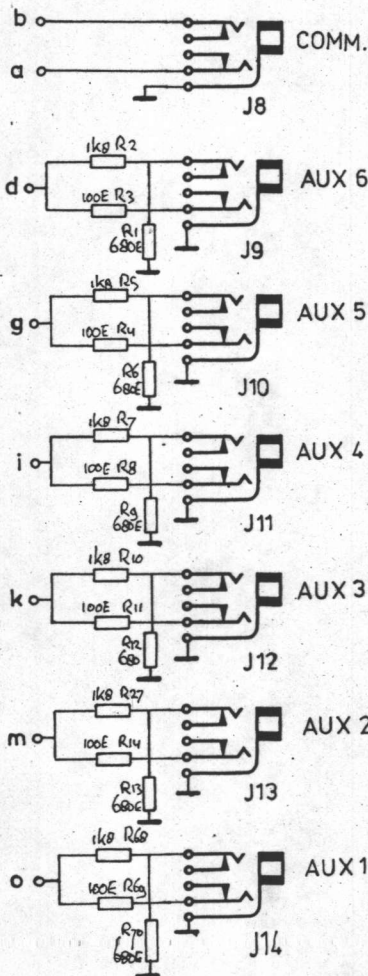 b
COMM.
a
J8
1k8 R2
d
AUX 6
100E R3
R1
680E
J9
1k8 R5
g
AUX 5
100E R4
R6
680E
J10
1k8 R7
i
AUX 4
100E R8
R9
680E
J11
1k8 R10
k
AUX 3
100E R11
R12
680
J12
1k8 R27
m
AUX 2
100E R14
R13
680E
J13
1k8 R68
o
AUX 1
100E R69
R70
680E
J14